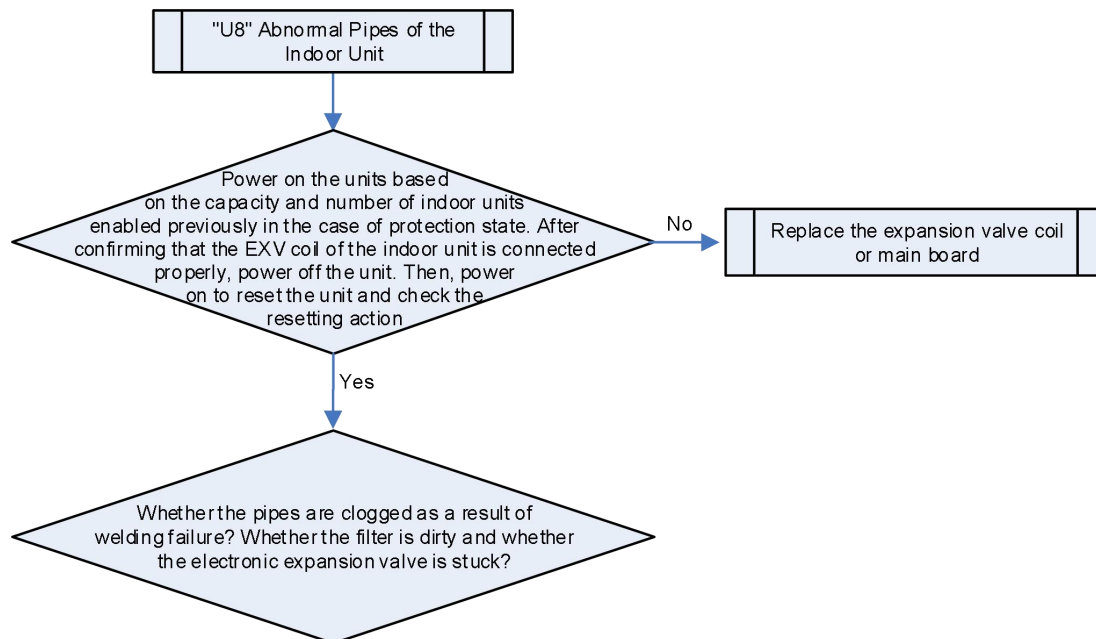 "U8" Abnormal Pipes of the
Indoor Unit
Power on the units based
on the capacity and number of indoor units
enabled previously in the case of protection state. After
confirming that the EXV coil of the indoor unit is connected
properly, power off the unit. Then, power
on to reset the unit and check the
resetting action
No
Replace the expansion valve coil
or main board
Yes
Whether the pipes are clogged as a result of
welding failure? Whether the filter is dirty and whether
the electronic expansion valve is stuck?